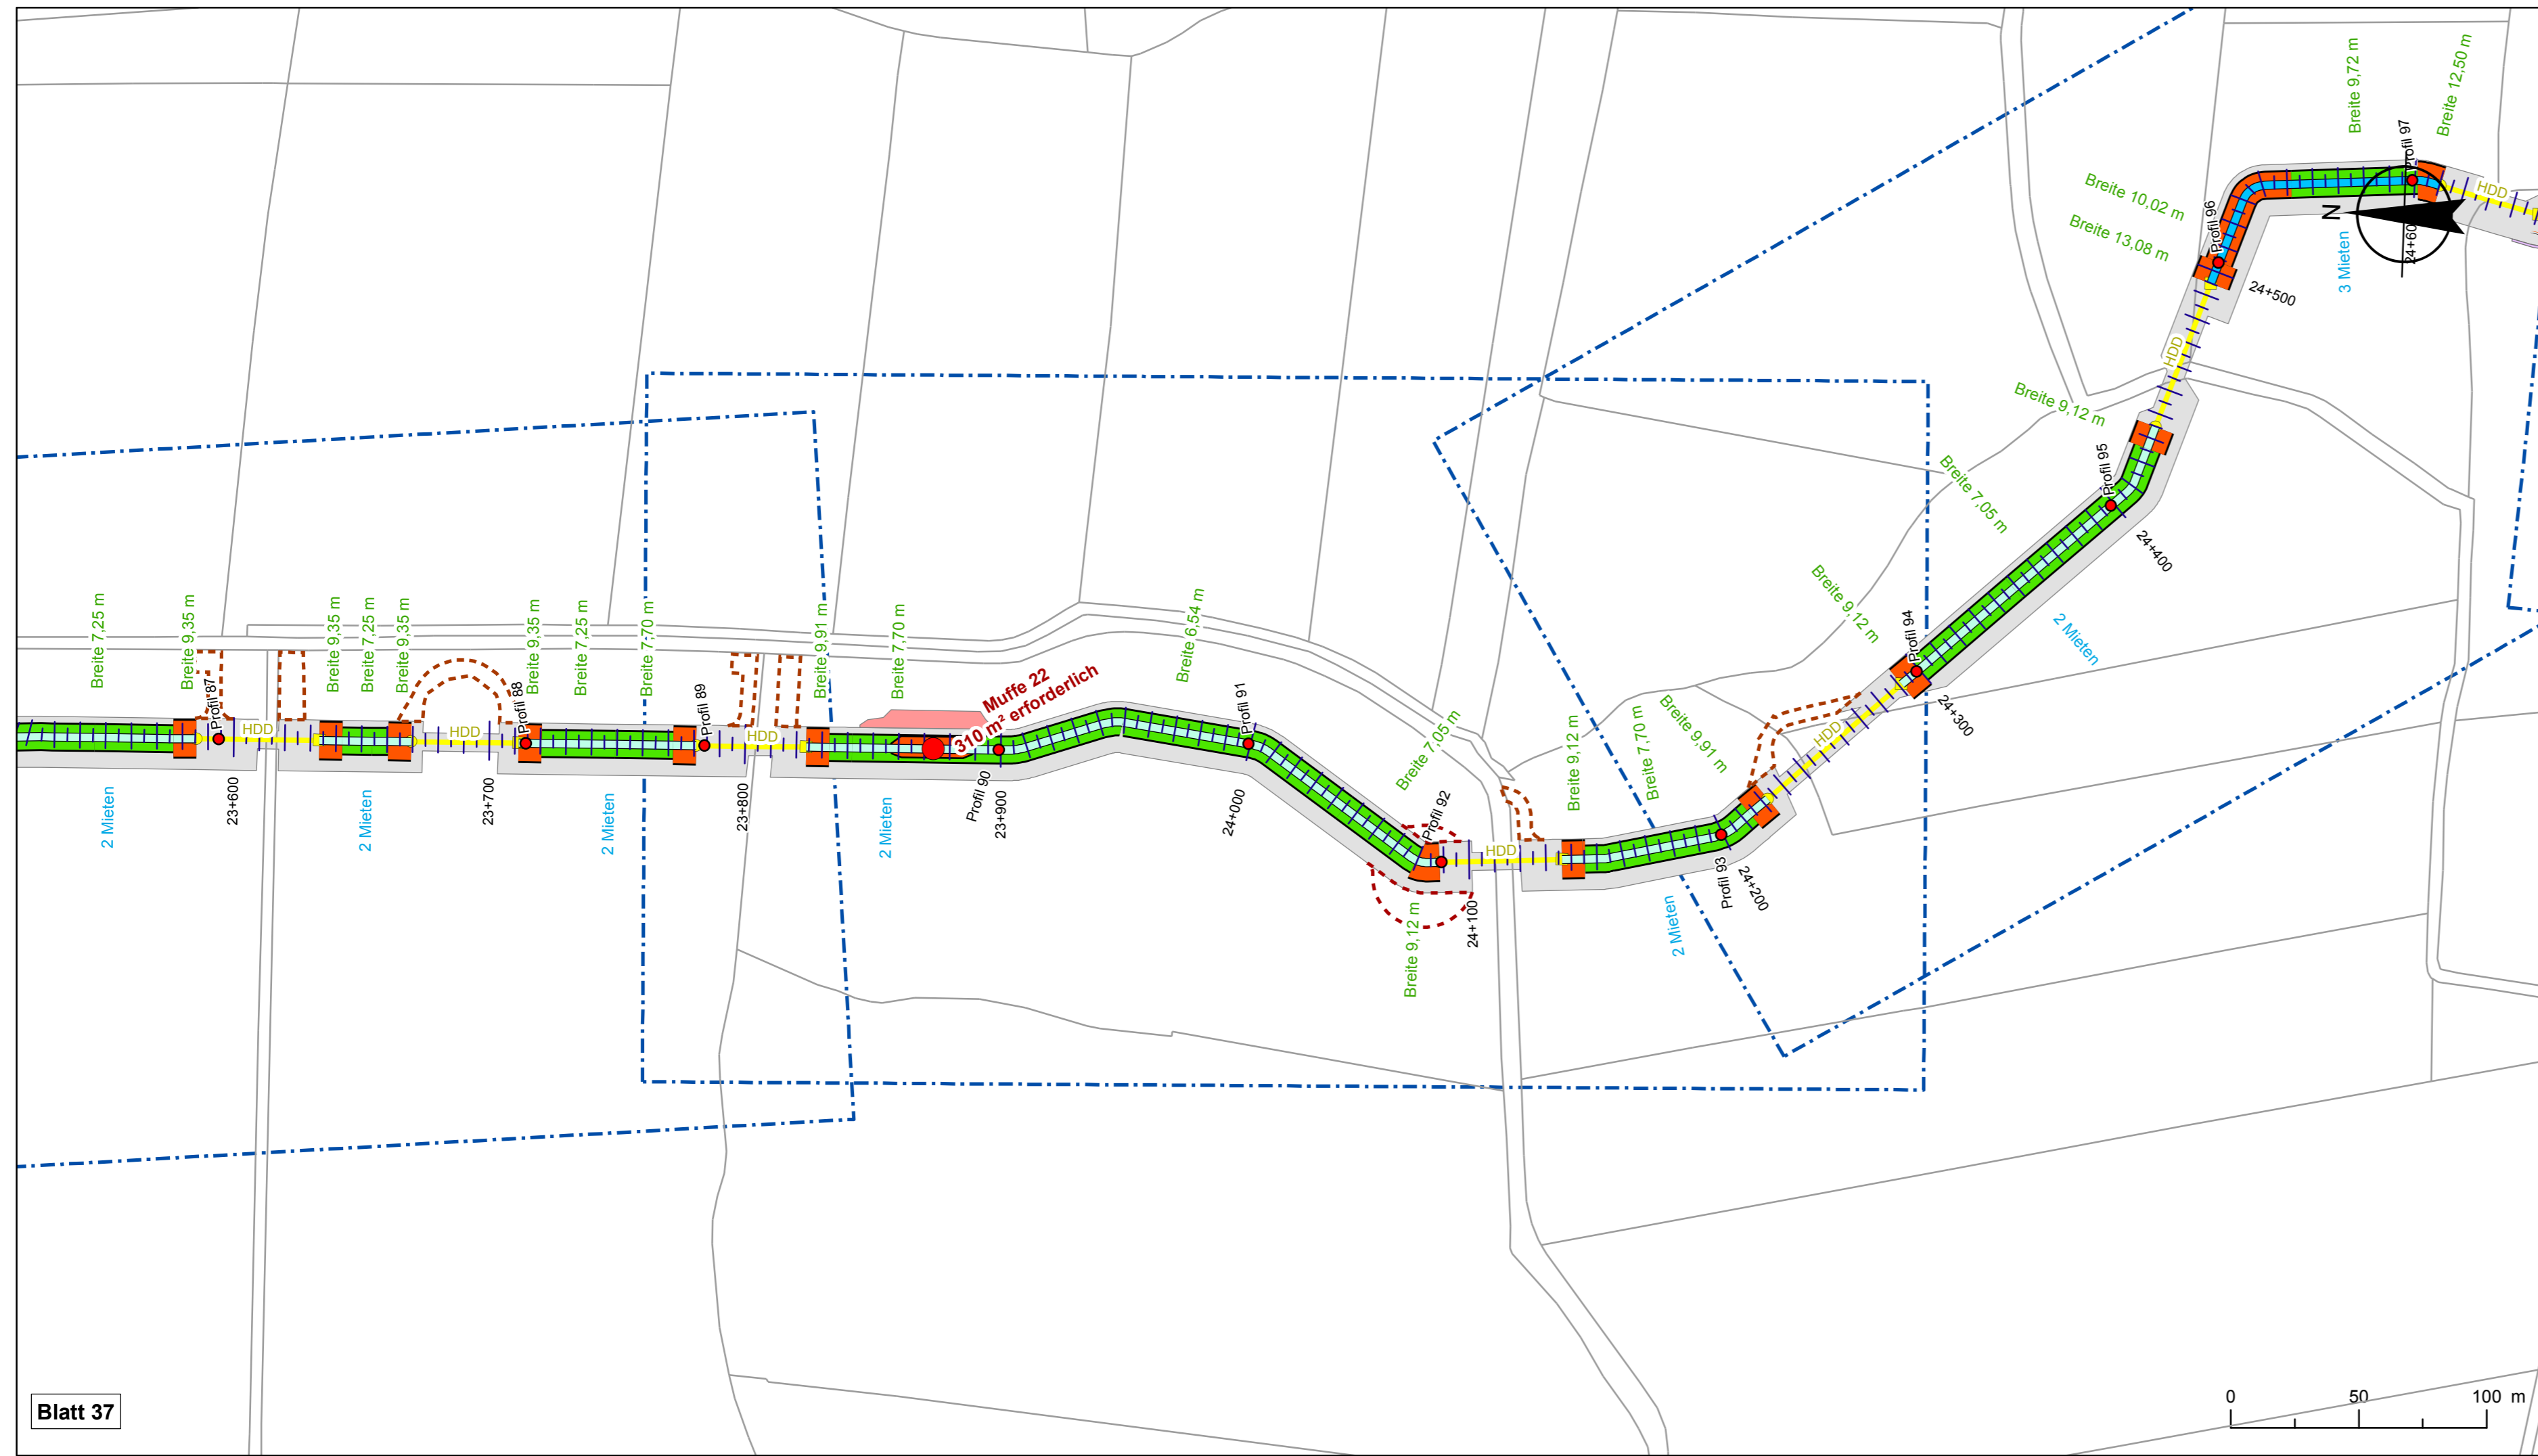 Breite 9,72 m
Breite 12,50 m
Profil 97
HDD
Breite 10,02 m
Breite 13,08 m
Profil 96
N
24+60
3 Mieten
24+500
HDD
Breite 9,12 m
Profil 95
Breite 7,05 m
24+400
Breite 9,12 m
Profil 94
2 Mieten
24+300
Breite 7,25 m
Breite 9,35 m
Breite 9,35 m
Breite 7,25 m
Breite 9,35 m
Breite 9,35 m
Breite 7,25 m
Breite 7,70 m
Breite 9,91 m
Breite 7,70 m
Breite 6,54 m
Muffe 22
310 m² erforderlich
Profil 87
HDD
HDD
Profil 88
Profil 89
HDD
Profil 90
Profil 91
Breite 7,05 m
Profil 92
HDD
Breite 9,12 m
Breite 7,70 m
Breite 9,91 m
HDD
2 Mieten
23+600
2 Mieten
23+700
2 Mieten
23+800
2 Mieten
23+900
24+000
Breite 9,12 m
24+100
2 Mieten
Profil 93
24+200
Blatt 37
0 50 100 m